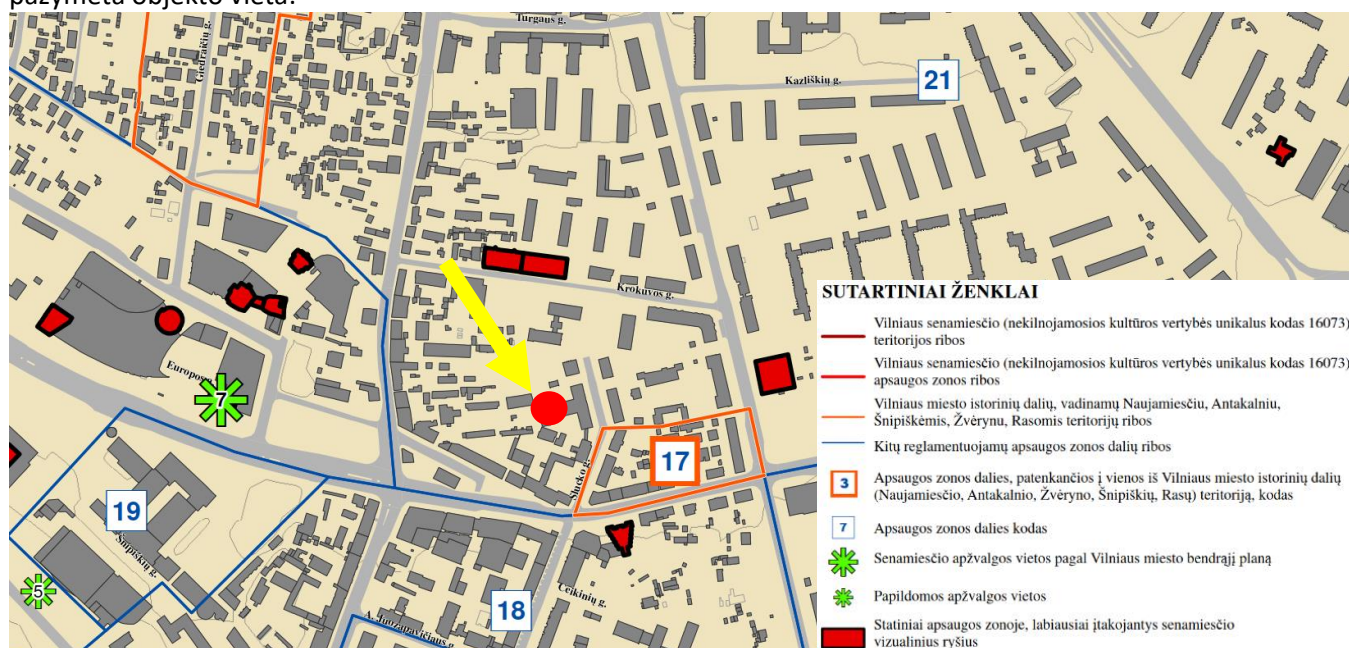 pažymėta objekto vieta.
Turgaus g.
Giedraičių g.
Kazliškių g.
21
Krokuvos g.
Europos
7
17
Slucko g.
19
Šnipiškių g.
5
18
Ceikinių g.
A. Juozapavičiaus g.
SUTARTINIAI ŽENKLAI
Vilniaus senamiesčio (nekilnojamosios kultūros vertybės unikalus kodas 16073)
teritorijos ribos
Vilniaus senamiesčio (nekilnojamosios kultūros vertybės unikalus kodas 16073)
apsaugos zonos ribos
Vilniaus miesto istorinių dalių, vadinamų Naujamiesčiu, Antakalniu,
Šnipiškėmis, Žvėrynu, Rasomis teritorijų ribos
Kitų reglamentuojamų apsaugos zonos dalių ribos
3
Apsaugos zonos dalies, patenkančios į vienos iš Vilniaus miesto istorinių dalių
(Naujamiesčio, Antakalnio, Žvėryno, Šnipiškių, Rasų) teritoriją, kodas
7
Apsaugos zonos dalies kodas
Senamiesčio apžvalgos vietos pagal Vilniaus miesto bendrąjį planą
Papildomos apžvalgos vietos
Statiniai apsaugos zonoje, labiausiai įtakojantys senamiesčio
vizualinius ryšius